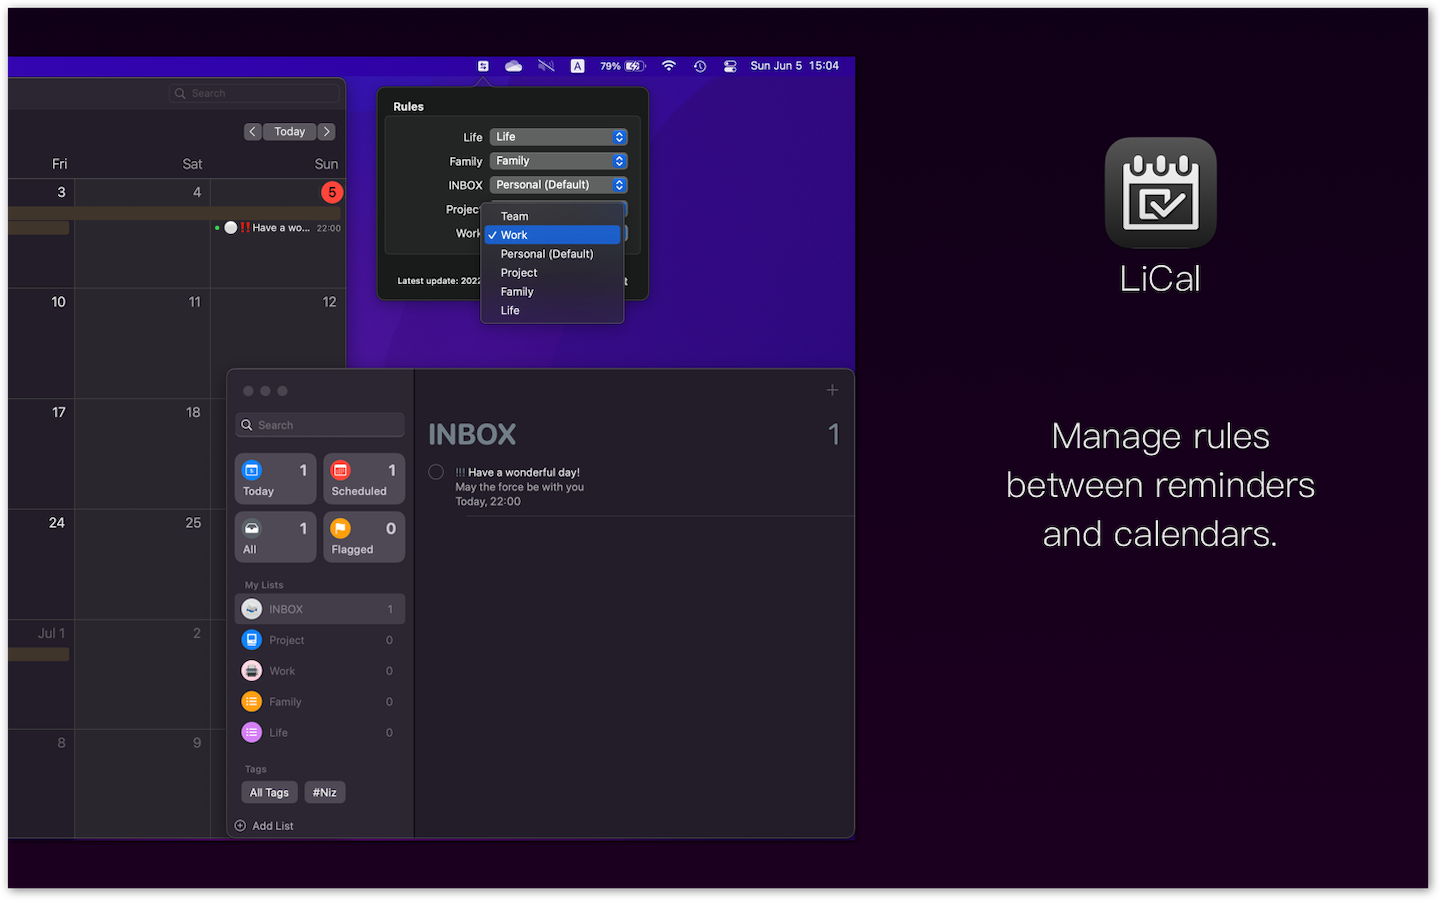 79%
Sun Jun 5 15:04
Search
Today
Fri
Sat
Sun
3
4
5
Have a wo... 22:00
10
11
12
17
18
24
25
Jul 1
2
8
9
Rules
Life Life
Family Family
INBOX Personal (Default)
Work
Team
Work
Personal (Default)
Project
Family
Life
Latest update: 2022
Search
Today 1
Scheduled 1
All 1
Flagged 0
My Lists
INBOX 1
Project 0
Work 0
Family 0
Life 0
Tags
All Tags
#Niz
Add List
INBOX 1
!!! Have a wonderful day!
May the force be with you
Today, 22:00
LiCal
Manage rules
between reminders
and calendars.